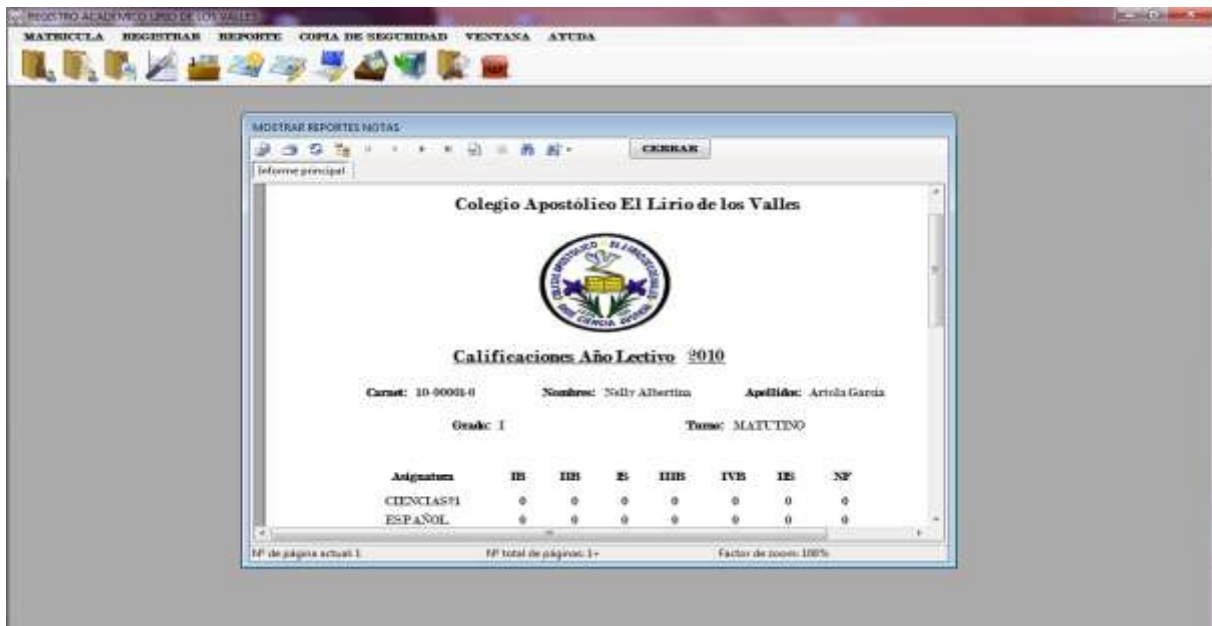 REGISTRO ACADEMICO LIRIO DE LOS VALLES
MATRICULA REGISTRAR REPORTE COPIA DE SEGURIDAD VENTANA AYUDA
MOSTRAR REPORTES NOTAS
CERRAR
Informe principal
Colegio Apostólico El Lirio de los Valles
Calificaciones Año Lectivo 2010
Carnet: 10-00001-0 Nombres: Nelly Albertina Apellidos: Artola García
Grado: I Turno: MATUTINO
Asignatura IB IIB IS IIIB IVB IIS NF
0 0 0 0 0 0 0
ESPAÑOL 0 0 0 0 0 0 0
Nº de página actual: 1 Nº total de páginas: 1+ Factor de zoom: 100%